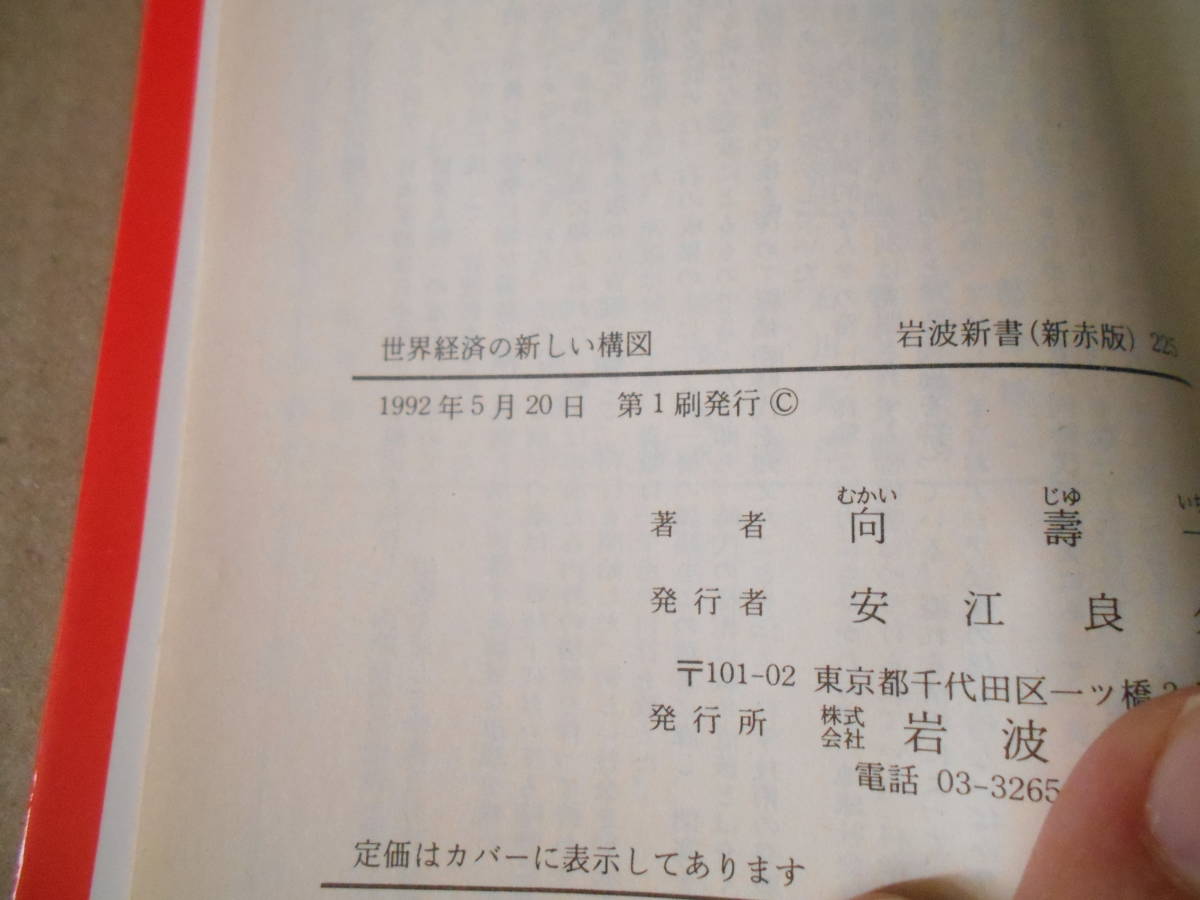 世界経済の新しい構図 岩波新書(新赤版) 225
1992年5月20日 第1刷発行 ©
むかい じゆ
著者 向 壽 一
発行者 安江良
〒101-02 東京都千代田区一ツ橋 2
発行所 株式会社 岩波
電話 03-3265
定価はカバーに表示してあります